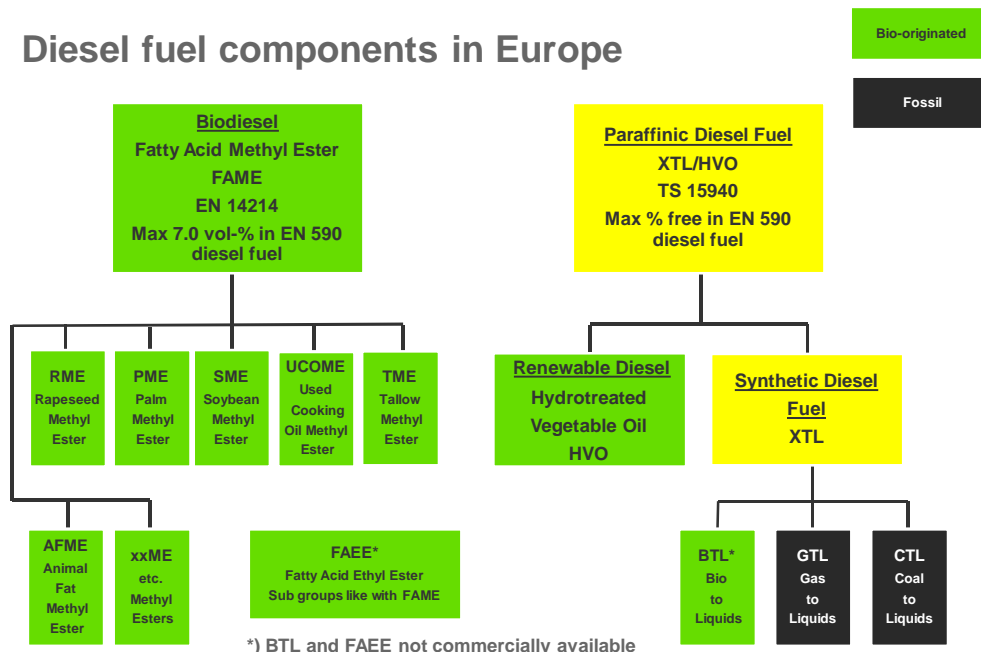 Diesel fuel components in Europe
Bio-originated
Fossil
Biodiesel
Fatty Acid Methyl Ester
FAME
EN 14214
Max 7.0 vol-% in EN 590
diesel fuel
Paraffinic Diesel Fuel
XTL/HVO
TS 15940
Max % free in EN 590
diesel fuel
RME
Rapeseed
Methyl
Ester
PME
Palm
Methyl
Ester
SME
Soybean
Methyl
Ester
UCOME
Used
Cooking
Oil Methyl
Ester
TME
Tallow
Methyl
Ester
Renewable Diesel
Hydrotreated
Vegetable Oil
HVO
Synthetic Diesel
Fuel
XTL
AFME
Animal
Fat
Methyl
Ester
xxME
etc.
Methyl
Esters
FAEE*
Fatty Acid Ethyl Ester
Sub groups like with FAME
BTL*
Bio
to
Liquids
GTL
Gas
to
Liquids
CTL
Coal
to
Liquids
*) BTL and FAEE not commercially available